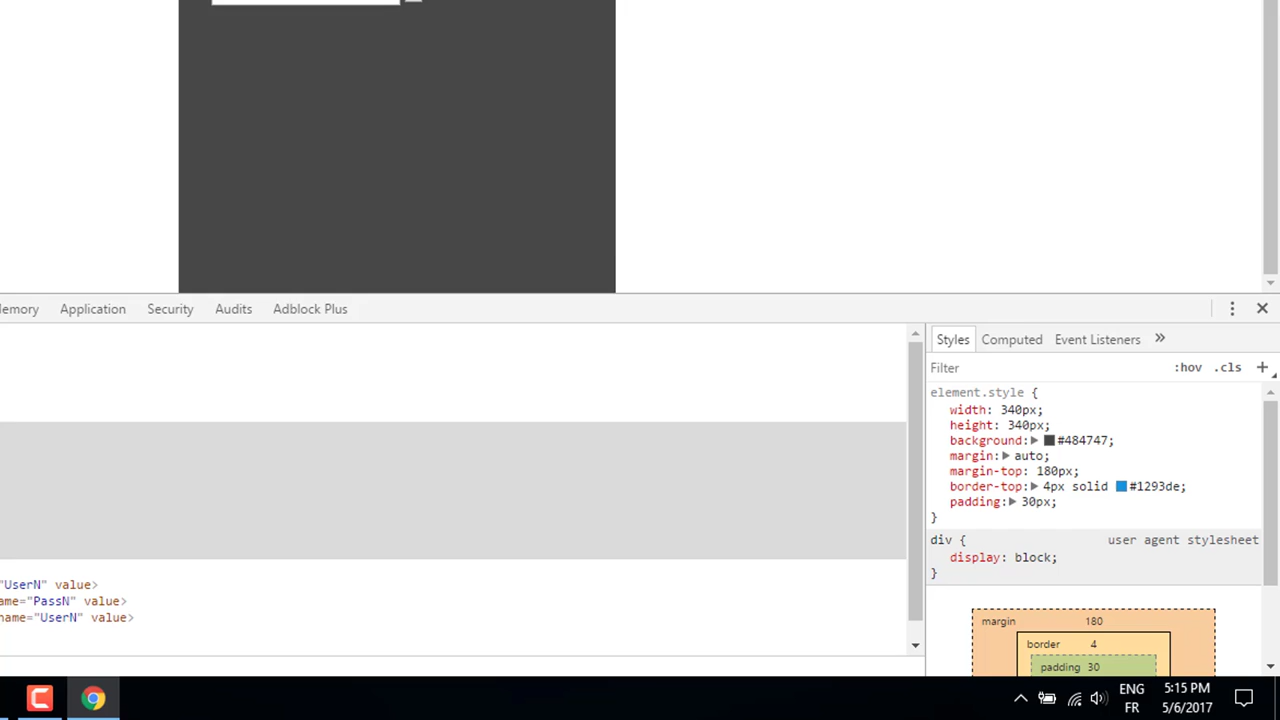 Application Security Audits Adblock Plus
Styles Computed Event Listeners »
Filter :hov .cls +
element.style {
width: 340px;
height: 340px;
background: #484747;
margin: auto;
margin-top: 180px;
border-top: 4px solid #1293de;
padding: 30px;
}
div { user agent stylesheet
display: block;
}
"UserN" value>
ame="PassN" value>
name="UserN" value>
margin 180
border 4
padding 30
ENG
FR
5:15 PM
5/6/2017